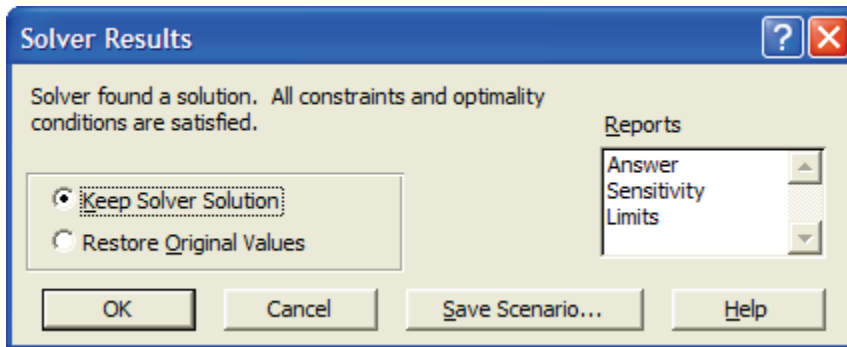 Solver Results
Solver found a solution. All constraints and optimality
conditions are satisfied.
Reports
Answer
Sensitivity
Limits
Keep Solver Solution
Restore Original Values
OK Cancel Save Scenario... Help